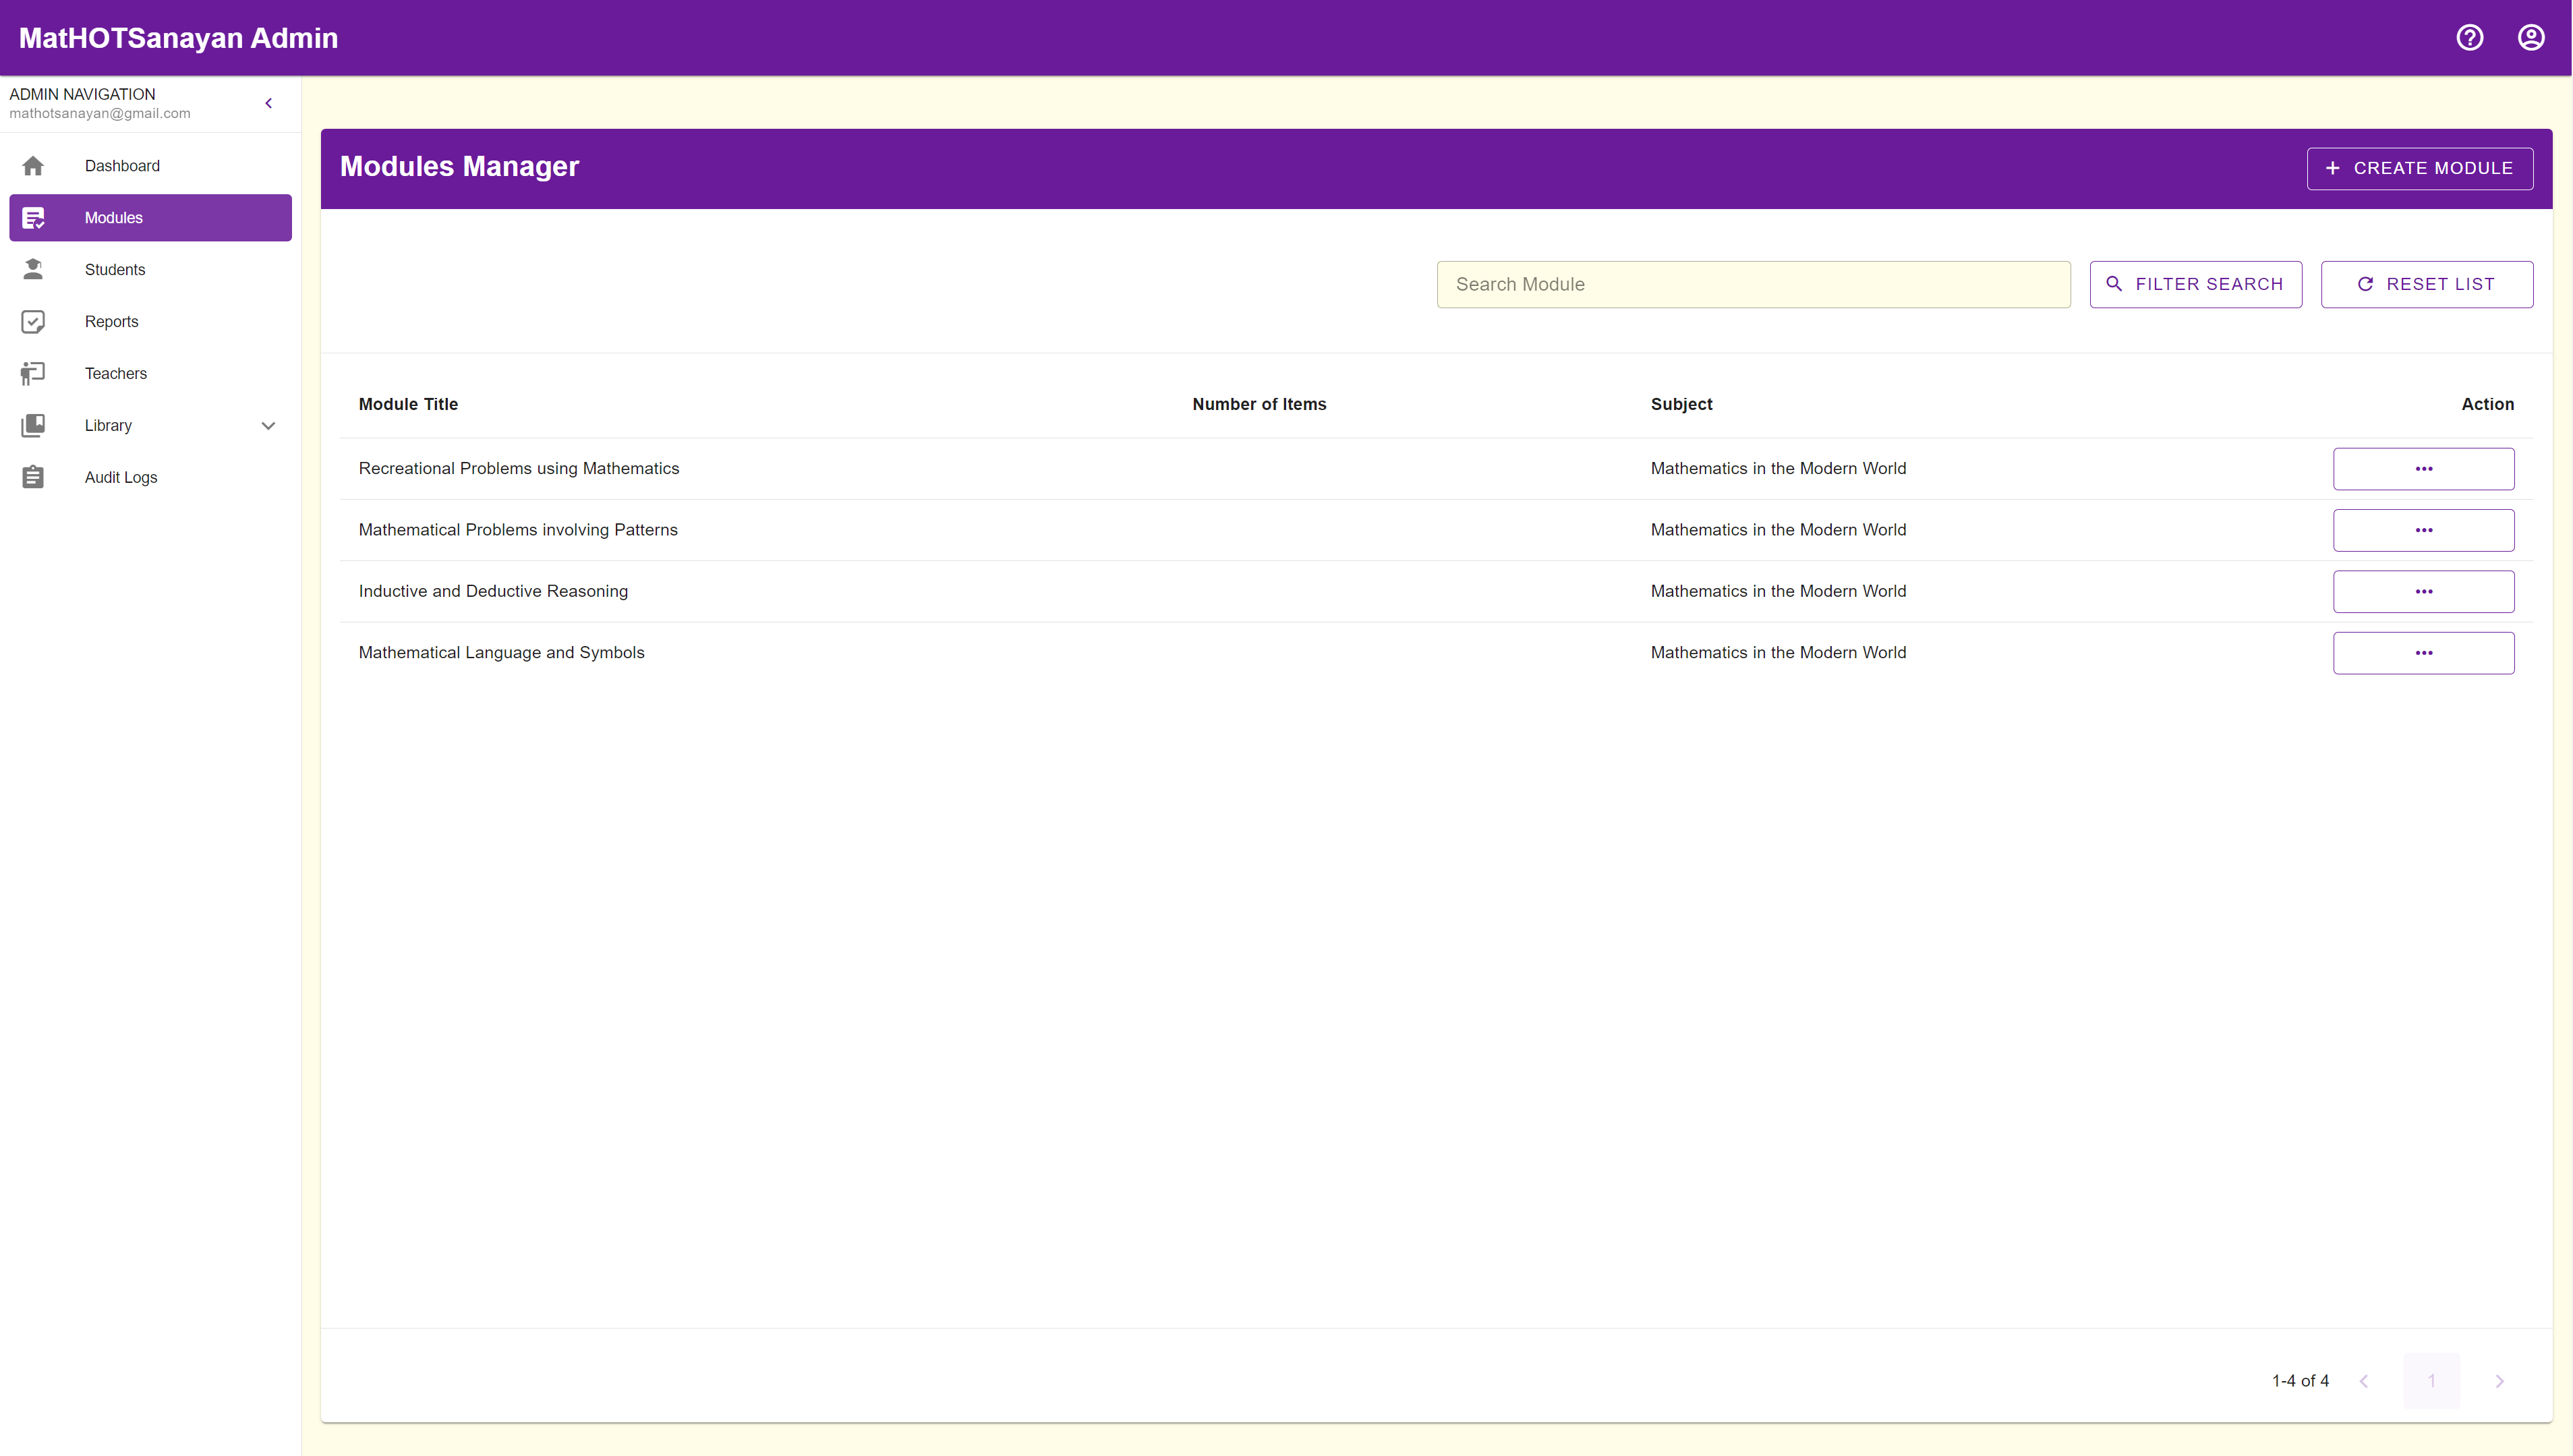 MatHOTSanayan Admin
ADMIN NAVIGATION
mathotsanayan@gmail.com
Dashboard
Modules
Students
Reports
Teachers
Library
Audit Logs
Modules Manager
CREATE MODULE
Search Module
FILTER SEARCH
RESET LIST
Module Title Number of Items Subject Action
Recreational Problems using Mathematics Mathematics in the Modern World
Mathematical Problems involving Patterns Mathematics in the Modern World
Inductive and Deductive Reasoning Mathematics in the Modern World
Mathematical Language and Symbols Mathematics in the Modern World
1-4 of 4 1